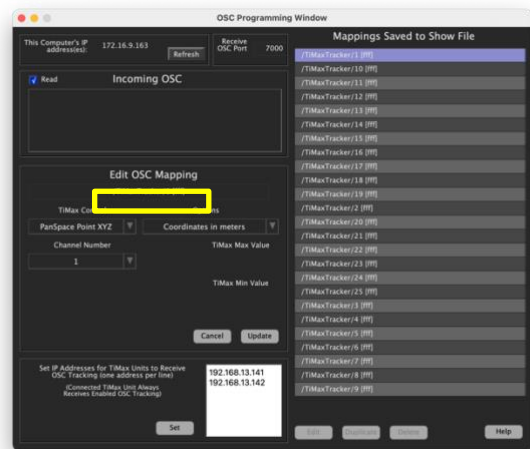 OSC Programming Window
This Computer's IP
address(es):
172.16.9.163
Refresh
Receive
OSC Port
7000
Read
Incoming OSC
Edit OSC Mapping
TiMax
PanSpace Point XYZ
Coordinates in meters
Channel Number
TiMax Max Value
1
TiMax Min Value
Cancel
Update
Set IP Addresses for TiMax Units to Receive
OSC Tracking (one address per line)
(Connected TiMax Unit Always
Receives Enabled OSC Tracking)
192.168.13.141
192.168.13.142
Set
Mappings Saved to Show File
/TiMaxTracker/1 [fff]
/TiMaxTracker/10 [fff]
/TiMaxTracker/11 [fff]
/TiMaxTracker/12 [fff]
/TiMaxTracker/13 [fff]
/TiMaxTracker/14 [fff]
/TiMaxTracker/15 [fff]
/TiMaxTracker/16 [fff]
/TiMaxTracker/17 [fff]
/TiMaxTracker/18 [fff]
/TiMaxTracker/19 [fff]
/TiMaxTracker/2 [fff]
/TiMaxTracker/20 [fff]
/TiMaxTracker/21 [fff]
/TiMaxTracker/22 [fff]
/TiMaxTracker/23 [fff]
/TiMaxTracker/24 [fff]
/TiMaxTracker/25 [fff]
/TiMaxTracker/3 [fff]
/TiMaxTracker/4 [fff]
/TiMaxTracker/5 [fff]
/TiMaxTracker/6 [fff]
/TiMaxTracker/7 [fff]
/TiMaxTracker/8 [fff]
/TiMaxTracker/9 [fff]
Edit
Duplicate
Delete
Help